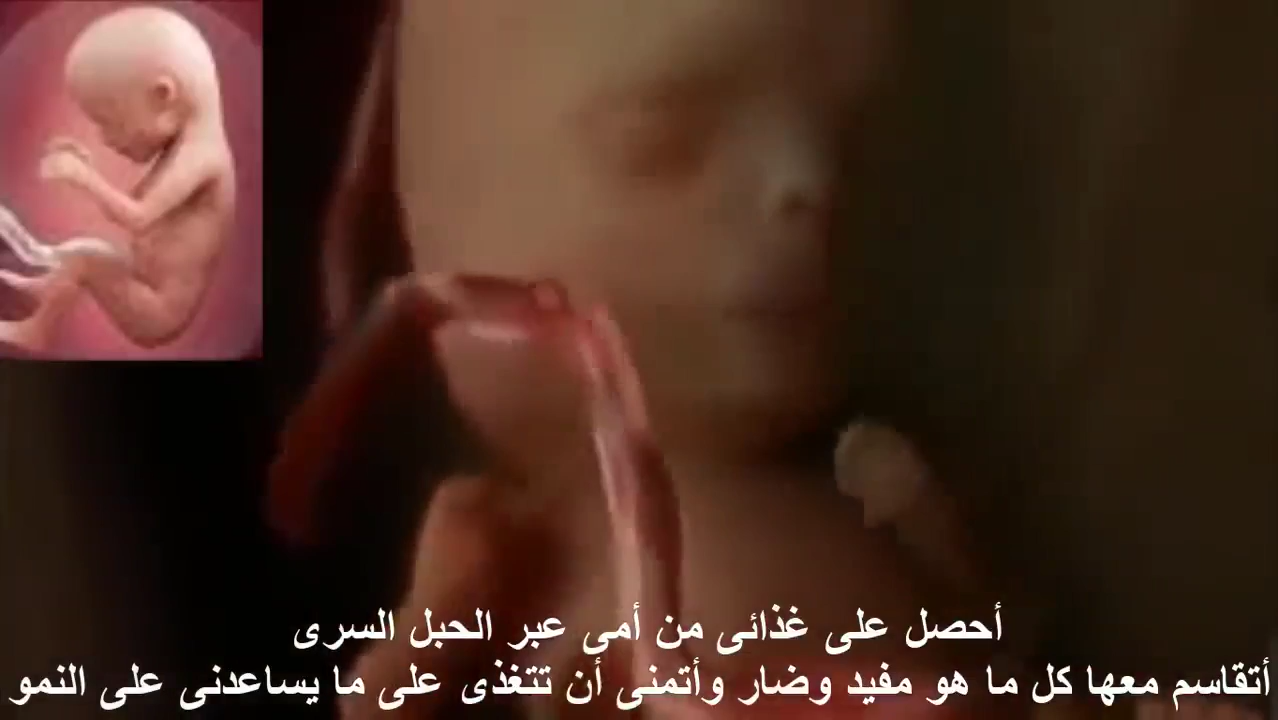 أحصل على غذائى من أمى عبر الحبل السرى
أتقاسم معها كل ما هو مفيد وضار وأتمنى أن تتغذى على ما يساعدنى على النمو